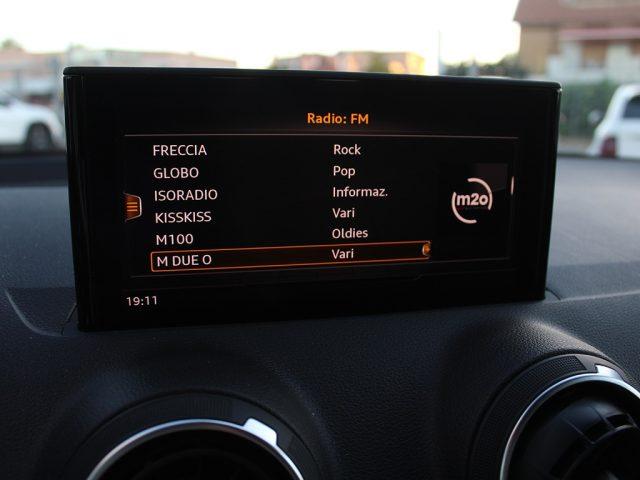 Radio: FM
FRECCIA Rock
GLOBO Pop
ISORADIO Informaz.
KISSKISS Vari
M100 Oldies
M DUE O Vari
m2o
19:11